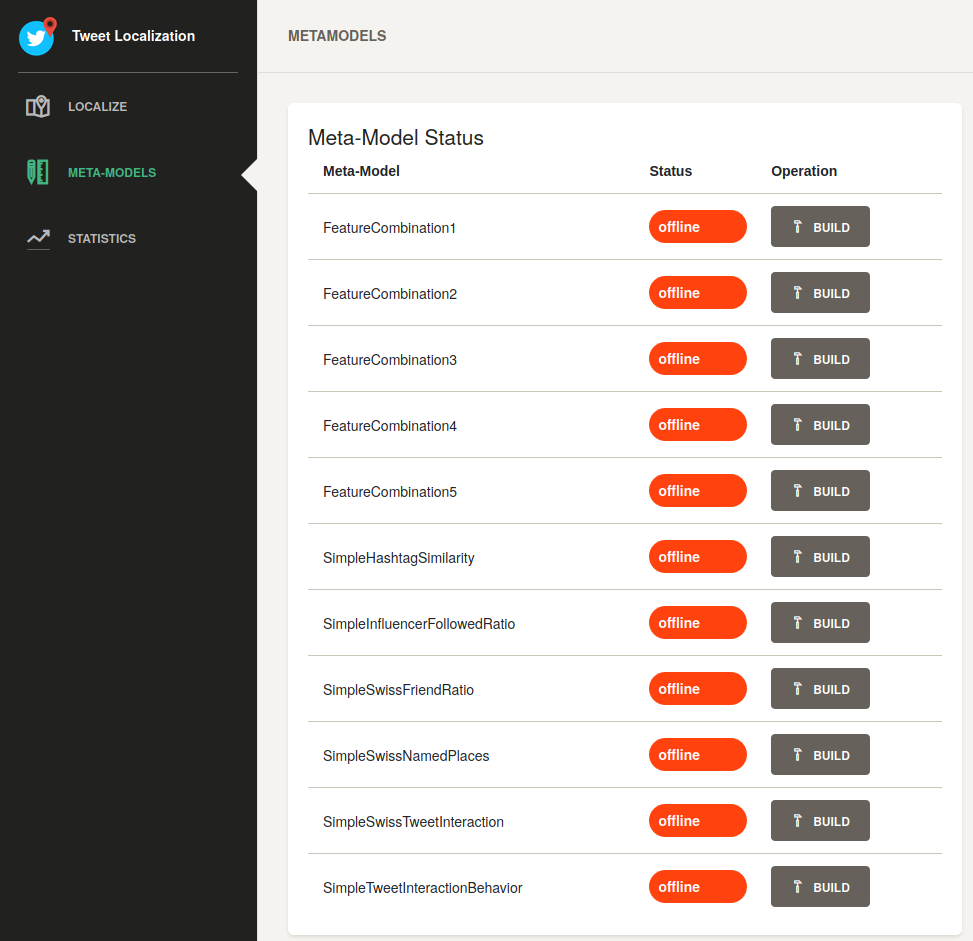 Tweet Localization
METAMODELS
LOCALIZE
META-MODELS
STATISTICS
Meta-Model Status
Meta-Model Status Operation
FeatureCombination1 offline BUILD
FeatureCombination2 offline BUILD
FeatureCombination3 offline BUILD
FeatureCombination4 offline BUILD
FeatureCombination5 offline BUILD
SimpleHashtagSimilarity offline BUILD
SimpleInfluencerFollowedRatio offline BUILD
SimpleSwissFriendRatio offline BUILD
SimpleSwissNamedPlaces offline BUILD
SimpleSwissTweetInteraction offline BUILD
SimpleTweetInteractionBehavior offline BUILD